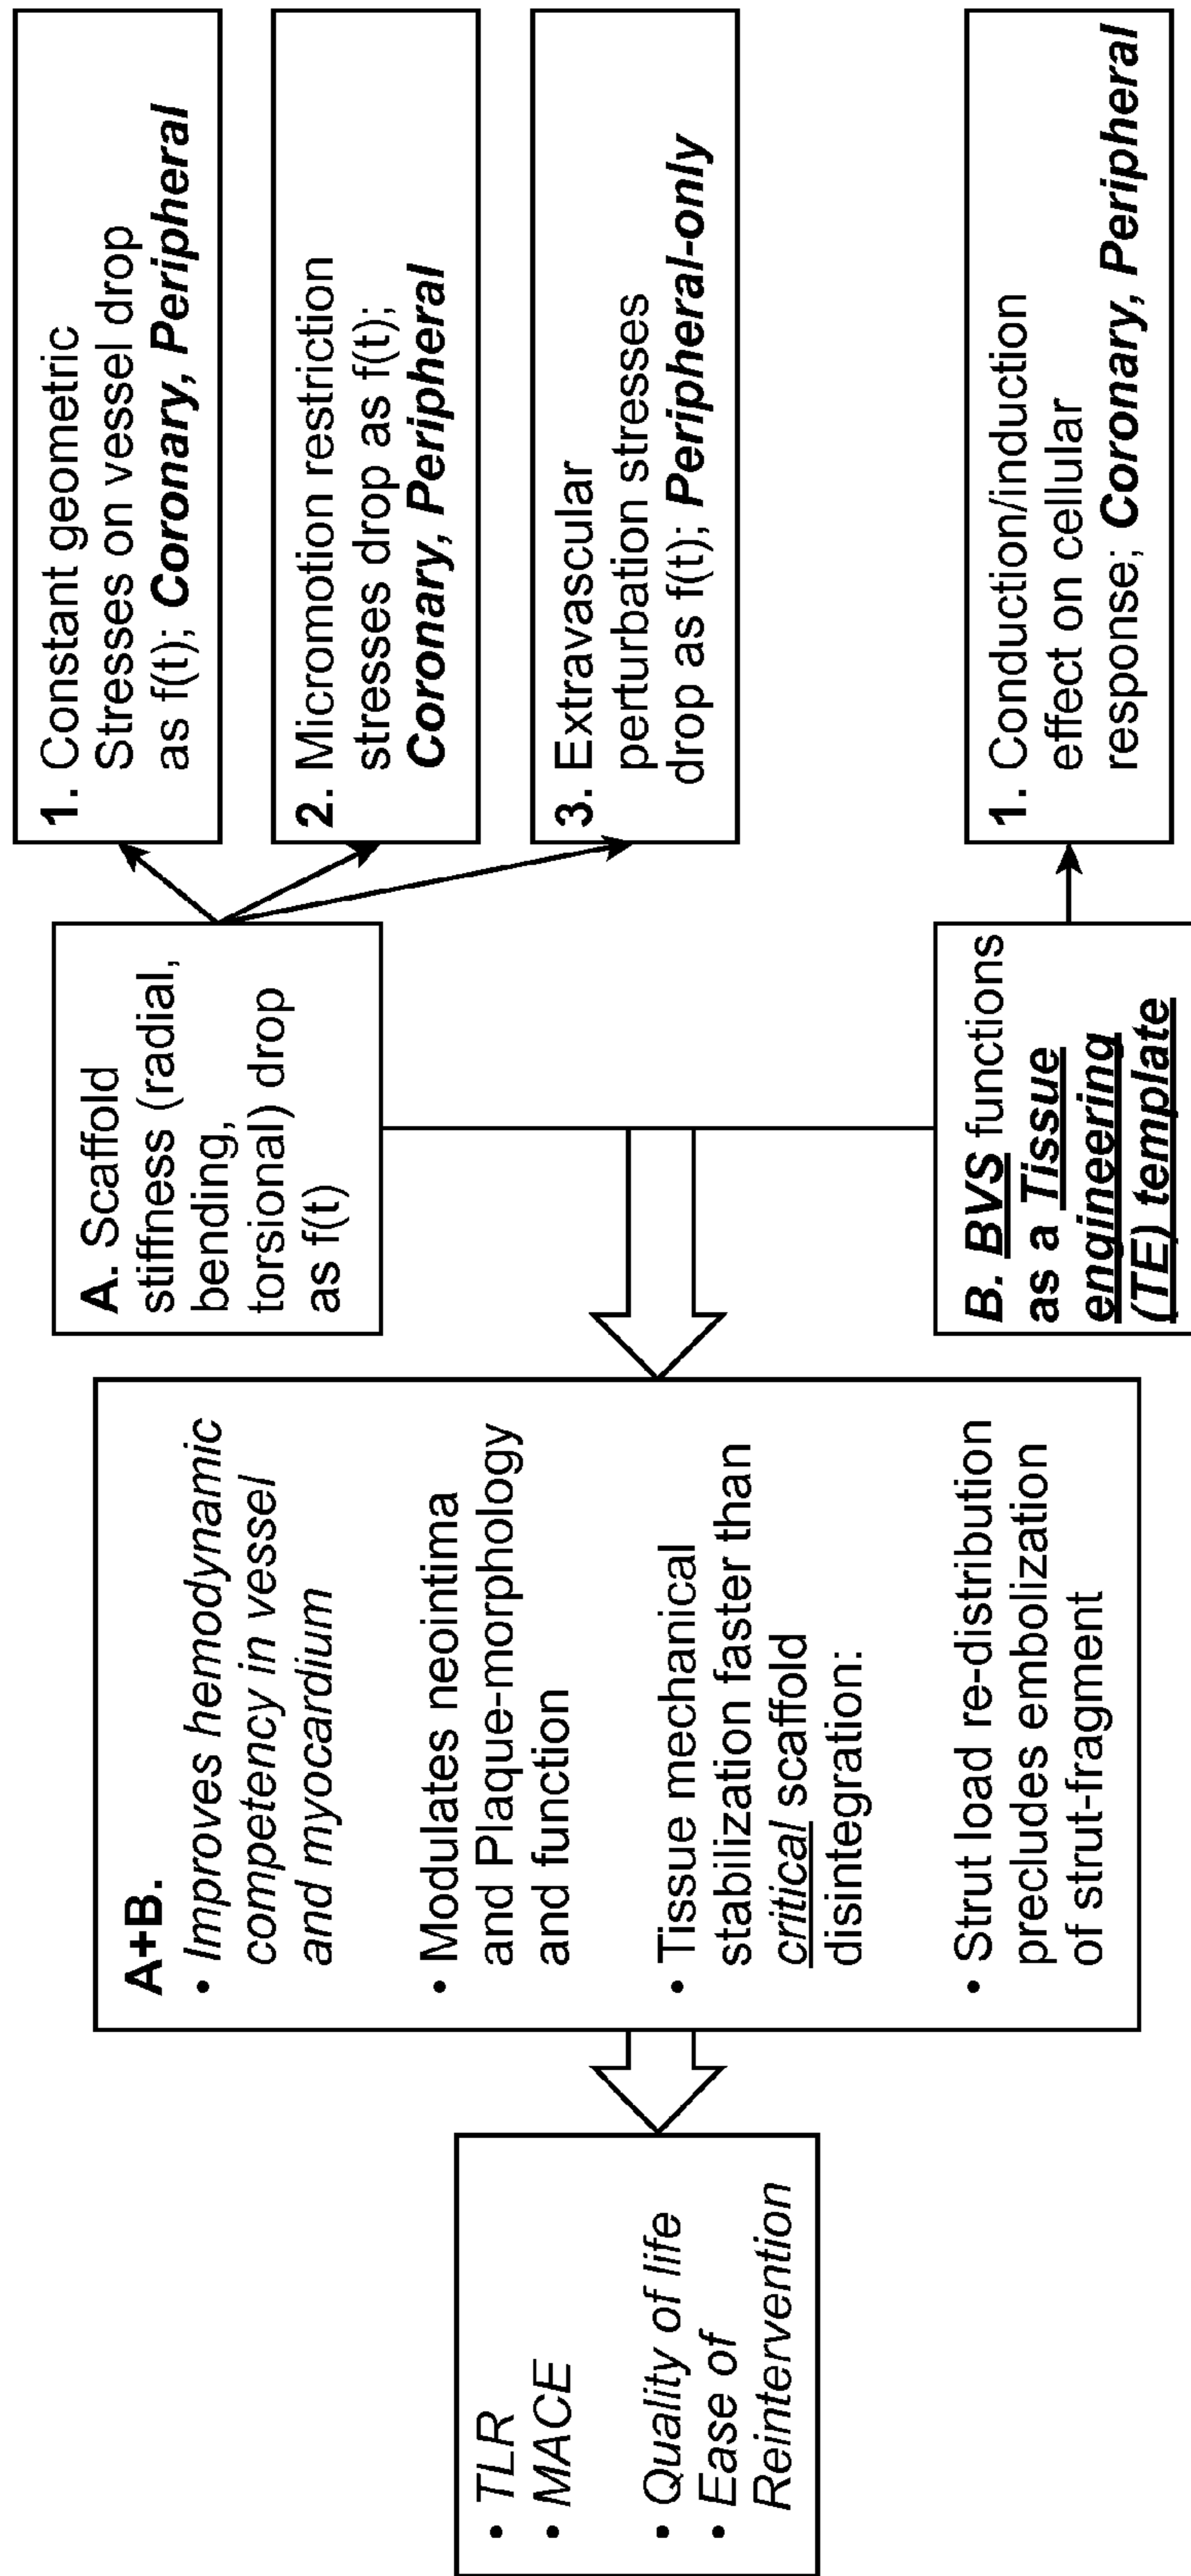 • TLR
• MACE
• Quality of life
• Ease of
Reintervention
A+B.
• Improves hemodynamic
competency in vessel
and myocardium
• Modulates neointima
and Plaque-morphology
and function
• Tissue mechanical
stabilization faster than
critical scaffold
disintegration:
• Strut load re-distribution
precludes embolization
of strut-fragment
A. Scaffold
stiffness (radial,
bending,
torsional) drop
as f(t)
B. BVS functions
as a Tissue
engineering
(TE) template
1. Constant geometric
Stresses on vessel drop
as f(t); Coronary, Peripheral
2. Micromotion restriction
stresses drop as f(t);
Coronary, Peripheral
3. Extravascular
perturbation stresses
drop as f(t); Peripheral-only
1. Conduction/induction
effect on cellular
response; Coronary, Peripheral